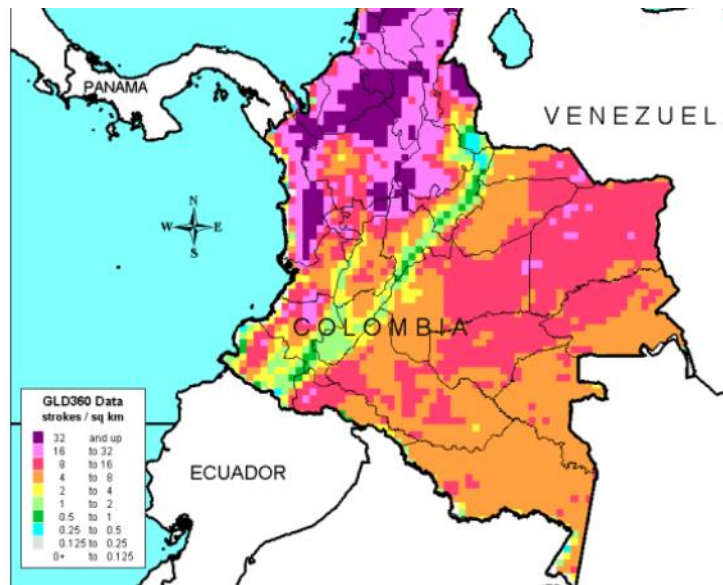 PANAMA
VENEZUEL
N
W E
S
COLOMBIA
GLD360 Data
strokes / sq km
32 and up
16 to 32
8 to 16
4 to 8
2 to 4
1 to 2
0.5 to 1
0.25 to 0.5
0.125 to 0.25
0+ to 0.125
ECUADOR